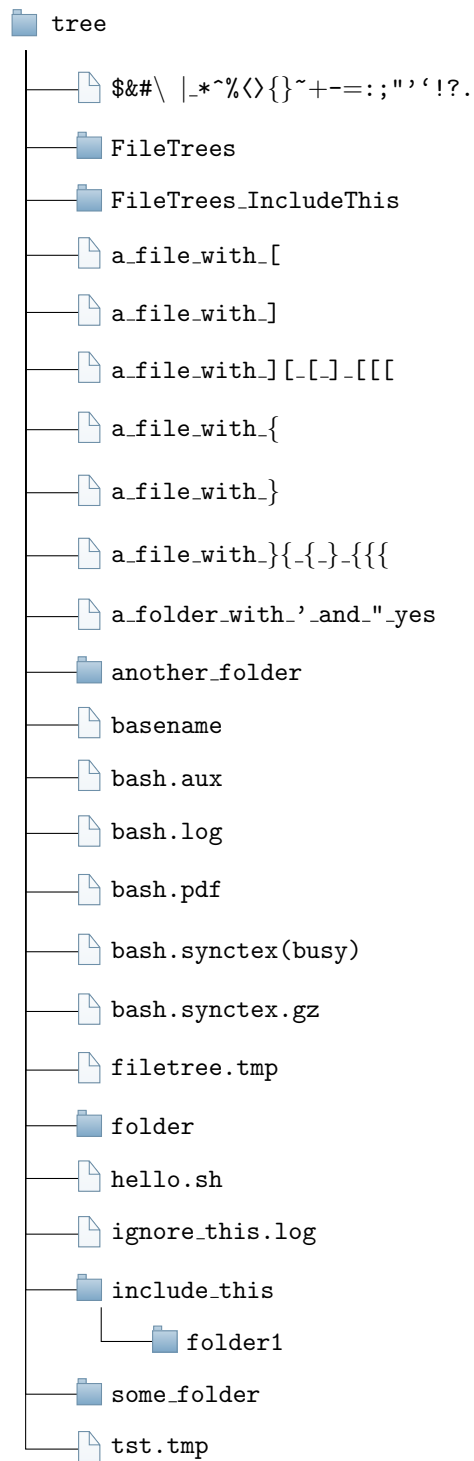 tree
$&#\ |_*^%<>{}~+-=:;"'`!?.
FileTrees
FileTrees_IncludeThis
a_file_with_[
a_file_with_]
a_file_with_][_[_]_[[[
a_file_with_{
a_file_with_}
a_file_with_}{_{_}_{{{
a_folder_with_'_and_"_yes
another_folder
basename
bash.aux
bash.log
bash.pdf
bash.synctex(busy)
bash.synctex.gz
filetree.tmp
folder
hello.sh
ignore_this.log
include_this
folder1
some_folder
tst.tmp